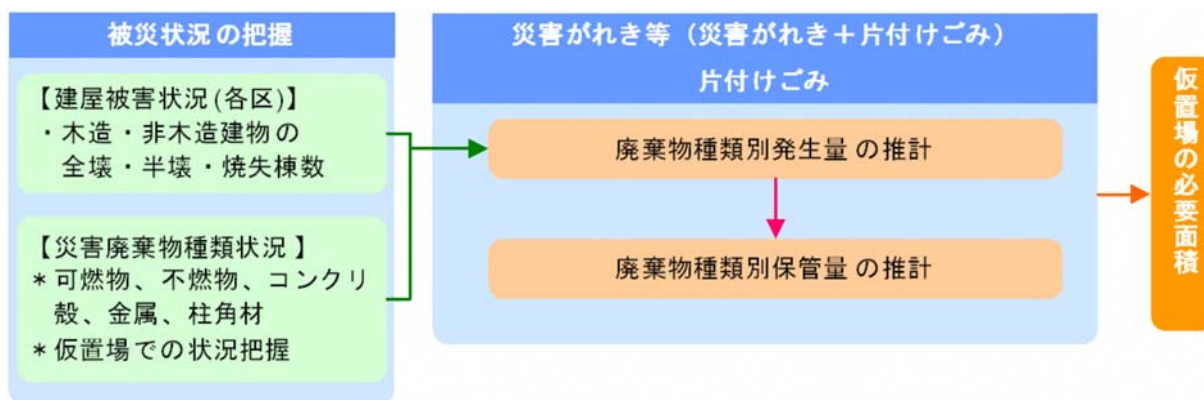 被災状況の把握
【建屋被害状況(各区)】
・木造・非木造建物の
全壊・半壊・焼失棟数
【災害廃棄物種類状況】
＊可燃物、不燃物、コンクリ
殻、金属、柱角材
＊仮置場での状況把握
災害がれき等（災害がれき＋片付けごみ）
片付けごみ
廃棄物種類別発生量の推計
廃棄物種類別保管量の推計
仮置場の必要面積